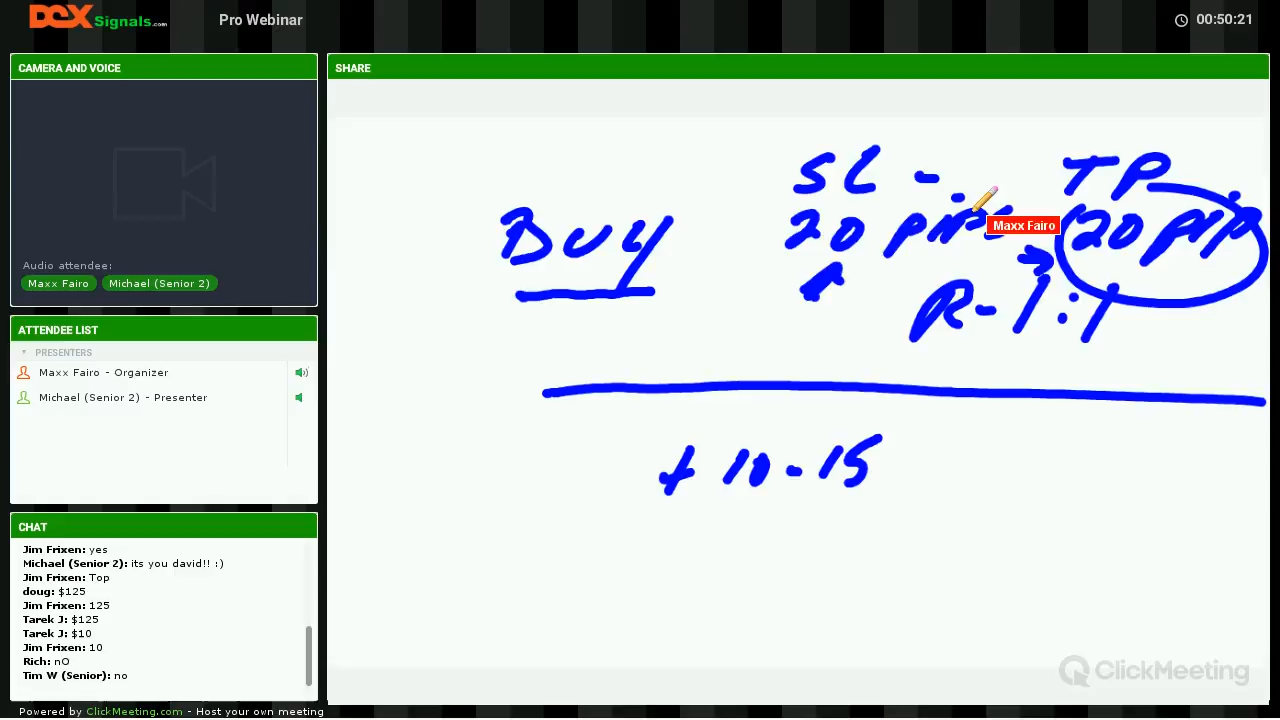 DEX Signals.com
Pro Webinar
00:50:21
CAMERA AND VOICE
Audio attendee:
Maxx Fairo
Michael (Senior 2)
ATTENDEE LIST
PRESENTERS
Maxx Fairo - Organizer
Michael (Senior 2) - Presenter
CHAT
Jim Frixen: yes
Michael (Senior 2): its you david!! :)
Jim Frixen: Top
doug: $125
Jim Frixen: 125
Tarek J: $125
Tarek J: $10
Jim Frixen: 10
Rich: nO
Tim W (Senior): no
SHARE
SL - TP
Buy 20 20 pip
Maxx Fairo
R - 1:1
+ 10 - 15
ClickMeeting
Powered by ClickMeeting.com - Host your own meeting